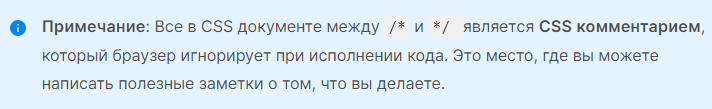 Примечание: Все в CSS документе между /* и */ является CSS комментарием,
который браузер игнорирует при исполнении кода. Это место, где вы можете
написать полезные заметки о том, что вы делаете.